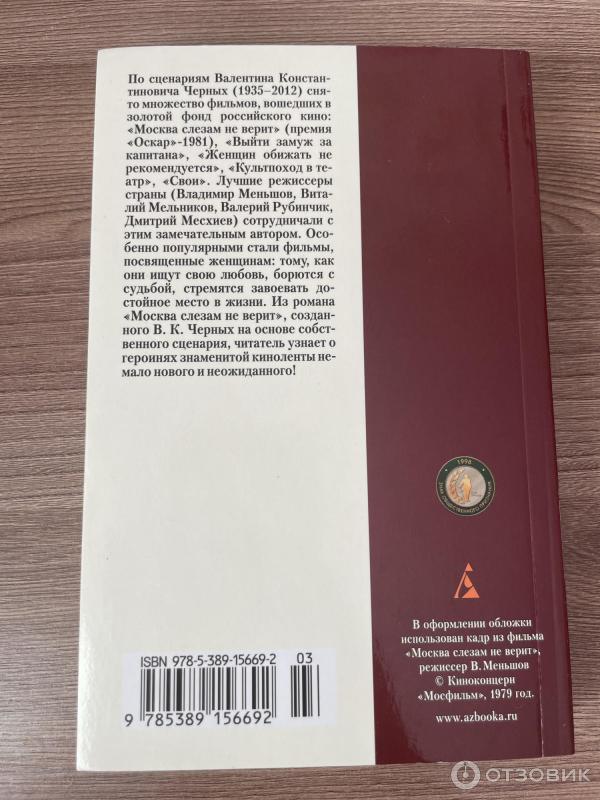 По сценариям Валентина Констан-
тиновича Черных (1935–2012) сня-
то множество фильмов, вошедших в
золотой фонд российского кино:
«Москва слезам не верит» (премия
«Оскар»-1981), «Выйти замуж за
капитана», «Женщин обижать не
рекомендуется», «Культпоход в те-
атр», «Свои». Лучшие режиссеры
страны (Владимир Меньшов, Вита-
лий Мельников, Валерий Рубинчик,
Дмитрий Месхиев) сотрудничали с
этим замечательным автором. Осо-
бенно популярными стали фильмы,
посвященные женщинам: тому, как
они ищут свою любовь, борются с
судьбой, стремятся завоевать до-
стойное место в жизни. Из романа
«Москва слезам не верит», создан-
ного В. К. Черных на основе собст-
венного сценария, читатель узнает о
героинях знаменитой киноленты не-
мало нового и неожиданного!
1998
ЗНАК ОБЩЕСТВЕННОГО ПРИЗНАНИЯ
В оформлении обложки
использован кадр из фильма
«Москва слезам не верит»,
режиссер В. Меньшов
© Киноконцерн
«Мосфильм», 1979 год.
www.azbooka.ru
ISBN 978-5-389-15669-2 03
9 785389 156692
ОТЗОВИК